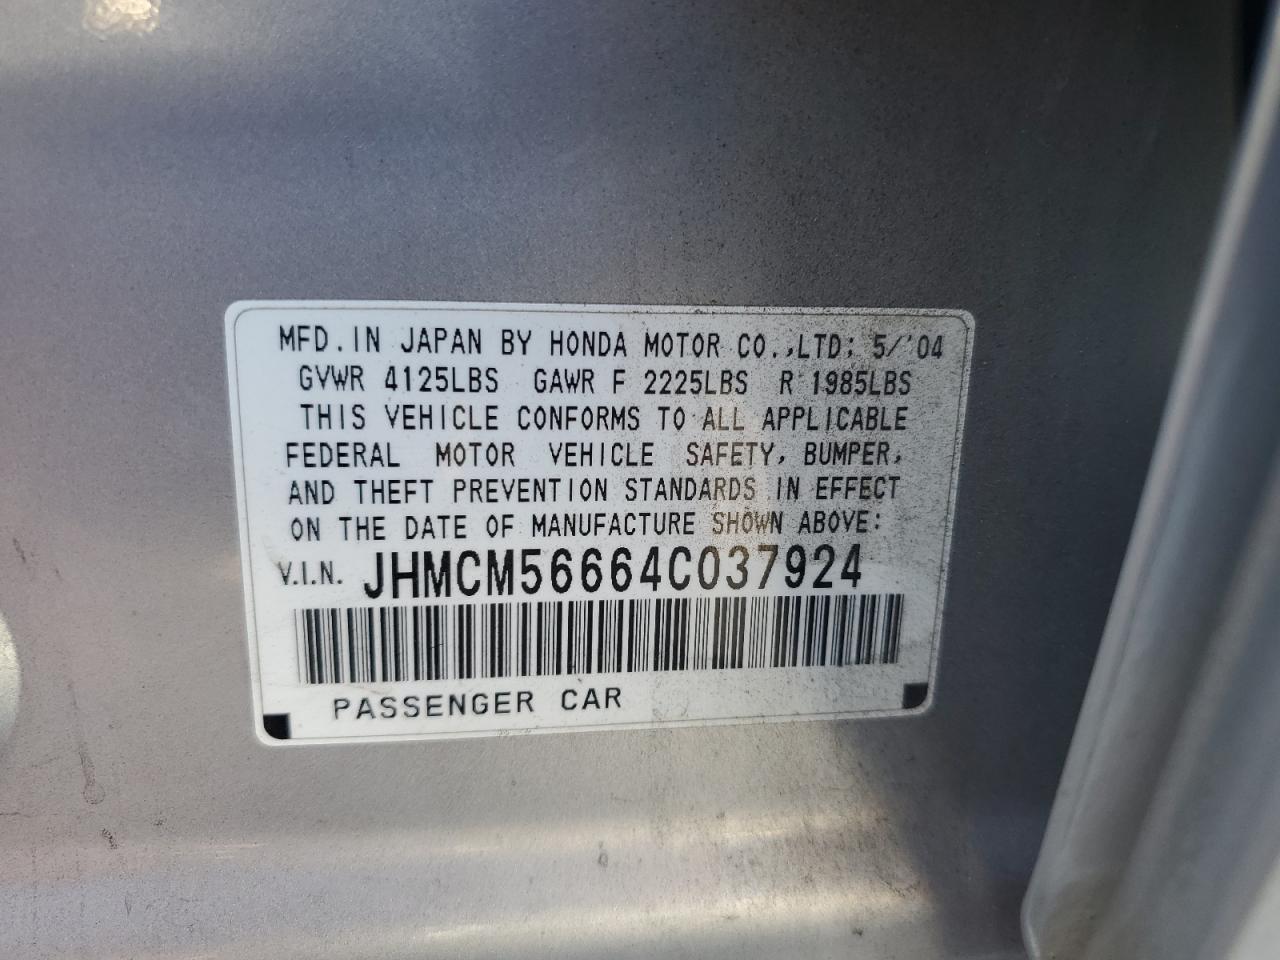 MFD. IN JAPAN BY HONDA MOTOR CO.,LTD; 5/'04
GVWR 4125LBS GAWR F 2225LBS R 1985LBS
THIS VEHICLE CONFORMS TO ALL APPLICABLE
FEDERAL MOTOR VEHICLE SAFETY, BUMPER,
AND THEFT PREVENTION STANDARDS IN EFFECT
ON THE DATE OF MANUFACTURE SHOWN ABOVE:
V.I.N. JHMCM56664C037924
PASSENGER CAR